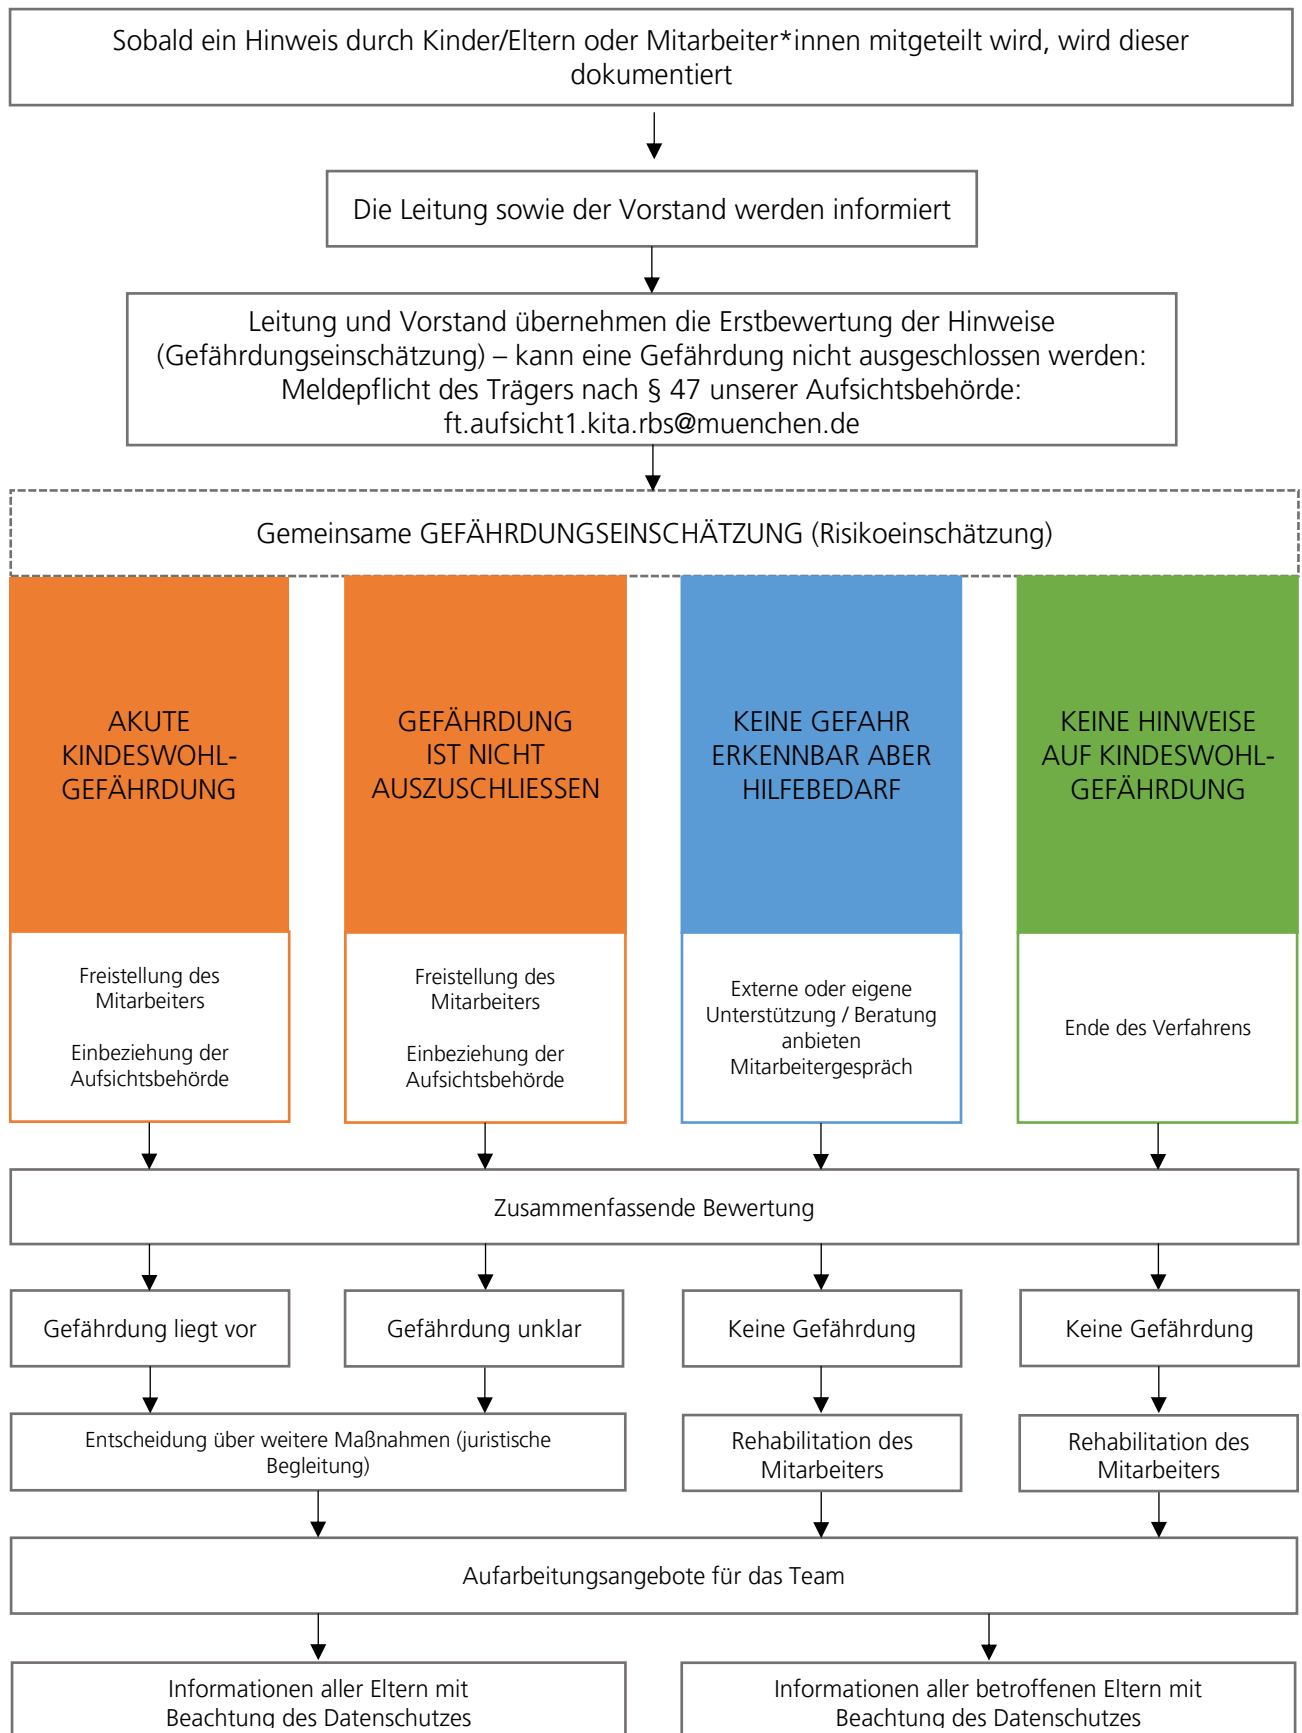 Sobald ein Hinweis durch Kinder/Eltern oder Mitarbeiter*innen mitgeteilt wird, wird dieser
dokumentiert
Die Leitung sowie der Vorstand werden informiert
Leitung und Vorstand übernehmen die Erstbewertung der Hinweise
(Gefährdungseinschätzung) – kann eine Gefährdung nicht ausgeschlossen werden:
Meldepflicht des Trägers nach § 47 unserer Aufsichtsbehörde:
ft.aufsicht1.kita.rbs@muenchen.de
Gemeinsame GEFÄHRDUNGSEINSCHÄTZUNG (Risikoeinschätzung)
AKUTE
KINDESWOHL-
GEFÄHRDUNG
GEFÄHRDUNG
IST NICHT
AUSZUSCHLIESSEN
KEINE GEFAHR
ERKENNBAR ABER
HILFEBEDARF
KEINE HINWEISE
AUF KINDESWOHL-
GEFÄHRDUNG
Freistellung des
Mitarbeiters
Einbeziehung der
Aufsichtsbehörde
Freistellung des
Mitarbeiters
Einbeziehung der
Aufsichtsbehörde
Externe oder eigene
Unterstützung / Beratung
anbieten
Mitarbeitergespräch
Ende des Verfahrens
Zusammenfassende Bewertung
Gefährdung liegt vor
Gefährdung unklar
Keine Gefährdung
Keine Gefährdung
Entscheidung über weitere Maßnahmen (juristische
Begleitung)
Rehabilitation des
Mitarbeiters
Rehabilitation des
Mitarbeiters
Aufarbeitungsangebote für das Team
Informationen aller Eltern mit
Beachtung des Datenschutzes
Informationen aller betroffenen Eltern mit
Beachtung des Datenschutzes